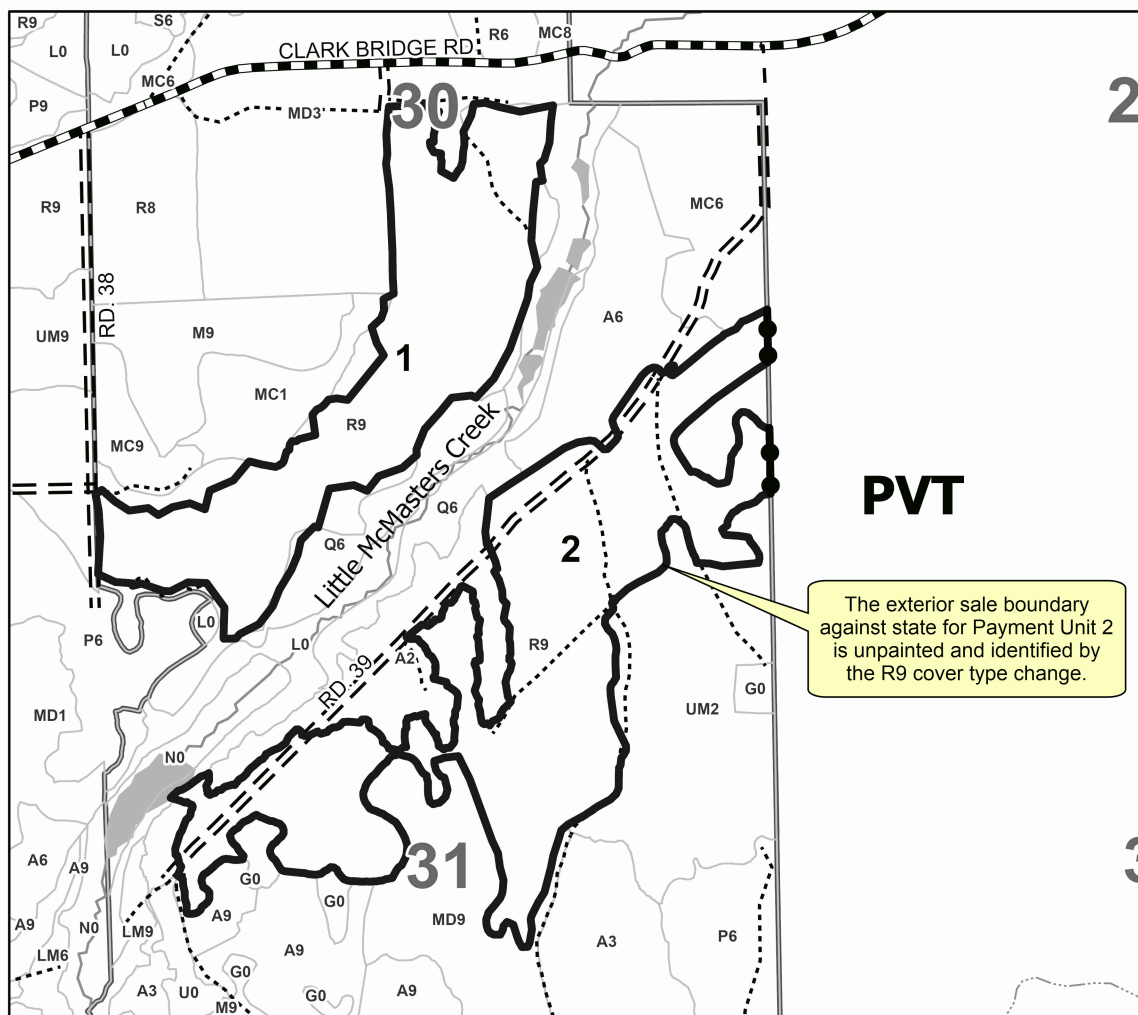 R9
S6
L0
L0
R6
MC8
CLARK BRIDGE RD
MC6
P9
30
MD3
2
R9
R8
MC6
RD. 38
UM9
M9
A6
1
MC1
R9
MC9
Little McMasters Creek
PVT
Q6
Q6
2
The exterior sale boundary
against state for Payment Unit 2
is unpainted and identified by
the R9 cover type change.
L0
P6
L0
R9
A2
RD. 39
G0
MD1
UM2
N0
31
A6
A9
G0
G0
A9
MD9
A9
N0
LM9
P6
A3
A9
LM6
G0
A3
U0
G0
A9
M9